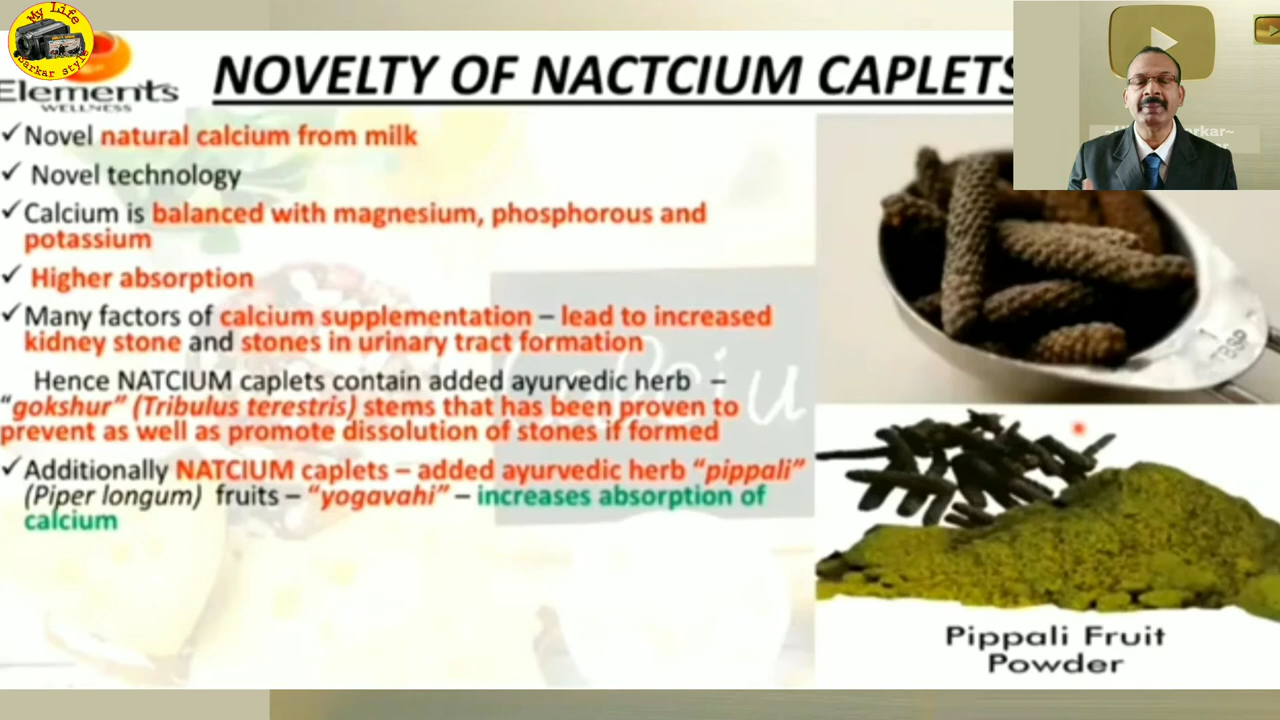 My Life
Sarkar style
Elements
WELLNESS
NOVELTY OF NACTCIUM CAPLETS
✓Novel natural calcium from milk
✓ Novel technology
✓Calcium is balanced with magnesium, phosphorous and
potassium
✓ Higher absorption
✓Many factors of calcium supplementation – lead to increased
kidney stone and stones in urinary tract formation
Hence NATCIUM caplets contain added ayurvedic herb –
“gokshur” (Tribulus terestris) stems that has been proven to
prevent as well as promote dissolution of stones if formed
✓Additionally NATCIUM caplets – added ayurvedic herb “pippali”
(Piper longum) fruits – “yogavahi” – increases absorption of
calcium
1
TBSP
Pippali Fruit
Powder